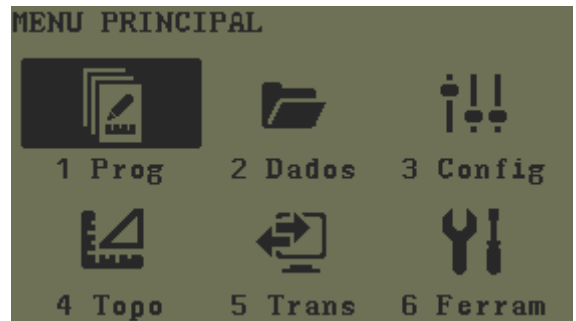 MENU PRINCIPAL
1 Prog 2 Dados 3 Config
4 Topo 5 Trans 6 Ferram